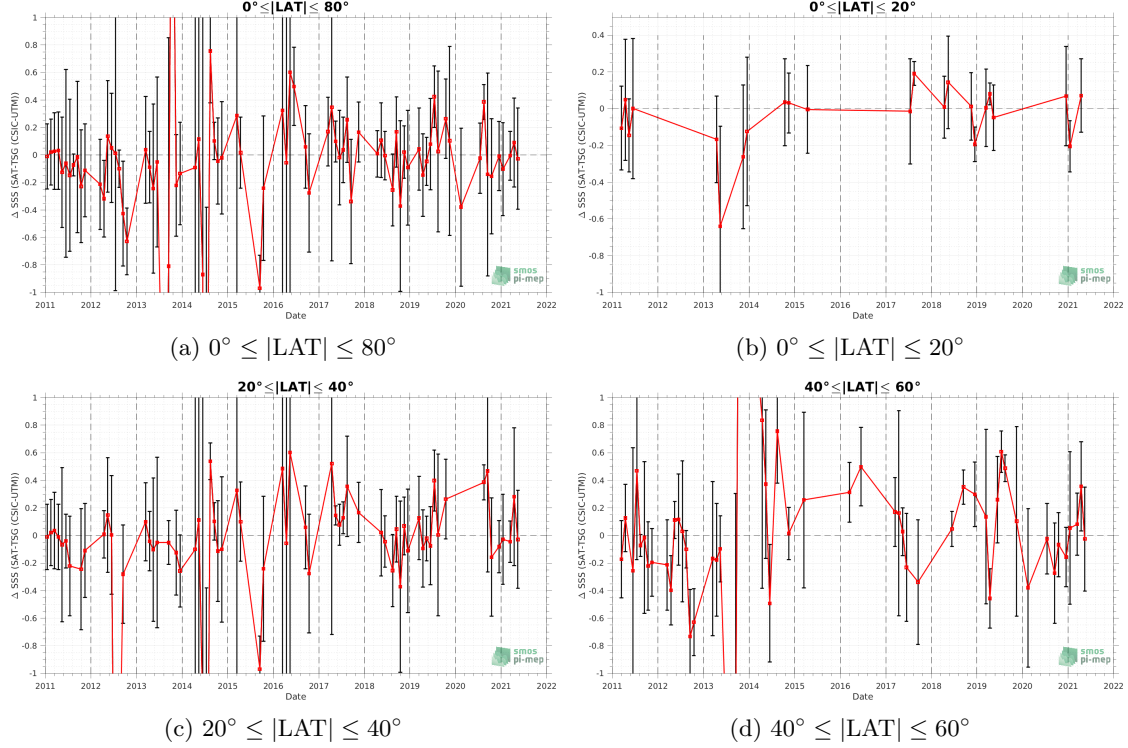 0°≤|LAT|≤ 80°
Δ SSS (SAT-TSG (CSIC-UTM))
1
0.8
0.6
0.4
0.2
0
-0.2
-0.4
-0.6
-0.8
-1
2011 2012 2013 2014 2015 2016 2017 2018 2019 2020 2021 2022
Date
smos
pi-mep
(a) 0° ≤ |LAT| ≤ 80°
0°≤|LAT|≤ 20°
Δ SSS (SAT-TSG (CSIC-UTM))
0.4
0.2
0
-0.2
-0.4
-0.6
-0.8
-1
2011 2012 2013 2014 2015 2016 2017 2018 2019 2020 2021 2022
Date
smos
pi-mep
(b) 0° ≤ |LAT| ≤ 20°
20°≤|LAT|≤ 40°
Δ SSS (SAT-TSG (CSIC-UTM))
1
0.8
0.6
0.4
0.2
0
-0.2
-0.4
-0.6
-0.8
-1
2011 2012 2013 2014 2015 2016 2017 2018 2019 2020 2021 2022
Date
smos
pi-mep
(c) 20° ≤ |LAT| ≤ 40°
40°≤|LAT|≤ 60°
Δ SSS (SAT-TSG (CSIC-UTM))
1
0.8
0.6
0.4
0.2
0
-0.2
-0.4
-0.6
-0.8
-1
2011 2012 2013 2014 2015 2016 2017 2018 2019 2020 2021 2022
Date
smos
pi-mep
(d) 40° ≤ |LAT| ≤ 60°